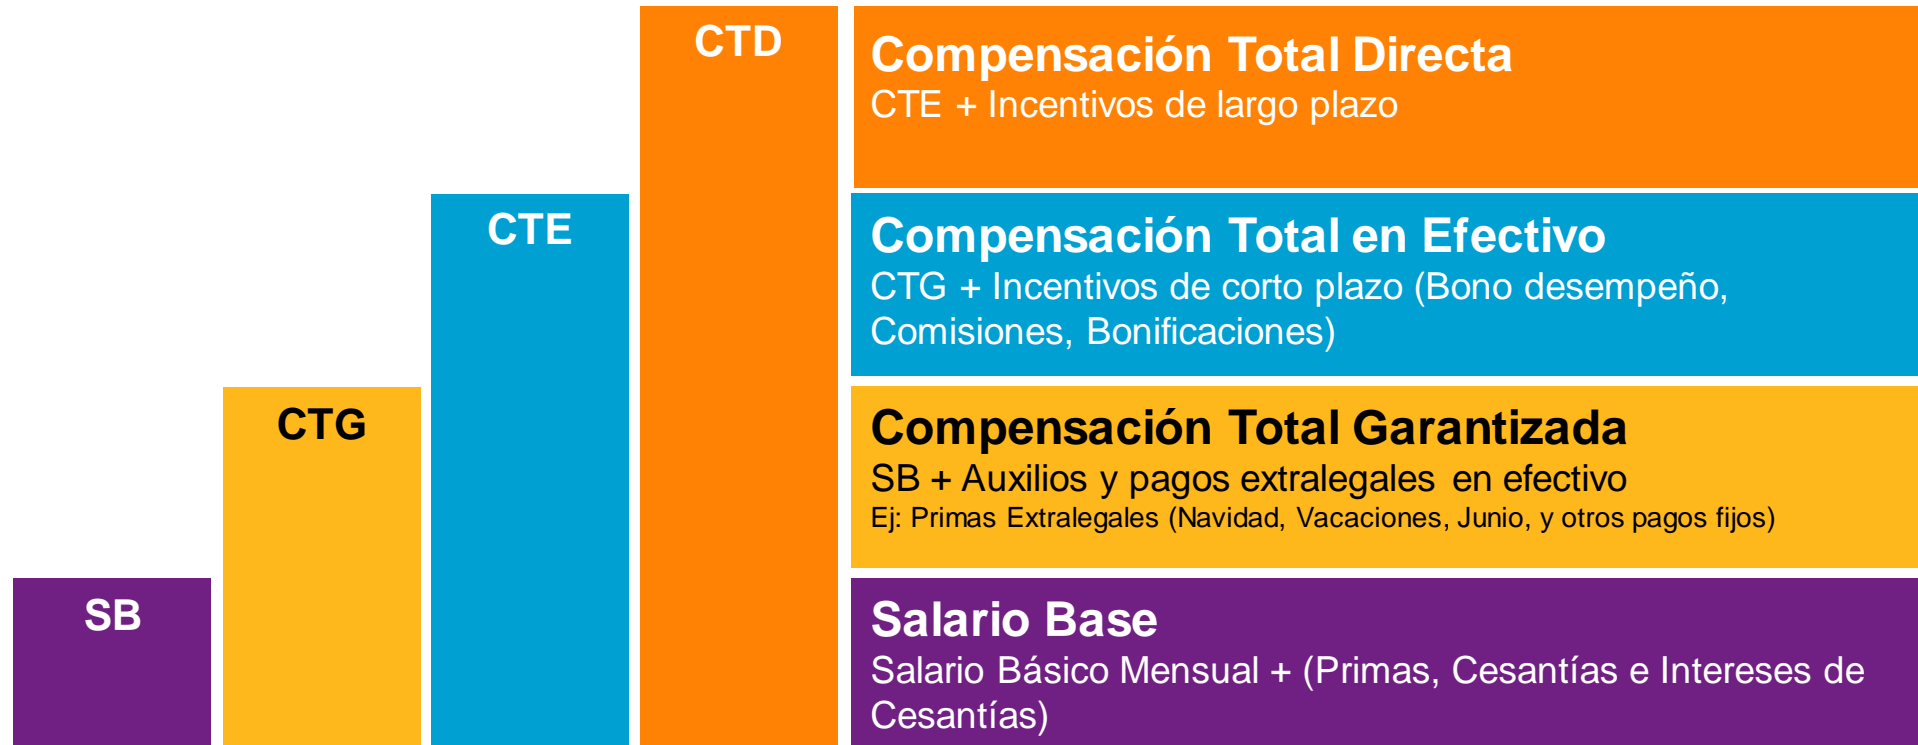 CTD
Compensación Total Directa
CTE + Incentivos de largo plazo
CTE
Compensación Total en Efectivo
CTG + Incentivos de corto plazo (Bono desempeño,
Comisiones, Bonificaciones)
CTG
Compensación Total Garantizada
SB + Auxilios y pagos extralegales en efectivo
Ej: Primas Extralegales (Navidad, Vacaciones, Junio, y otros pagos fijos)
SB
Salario Base
Salario Básico Mensual + (Primas, Cesantías e Intereses de
Cesantías)